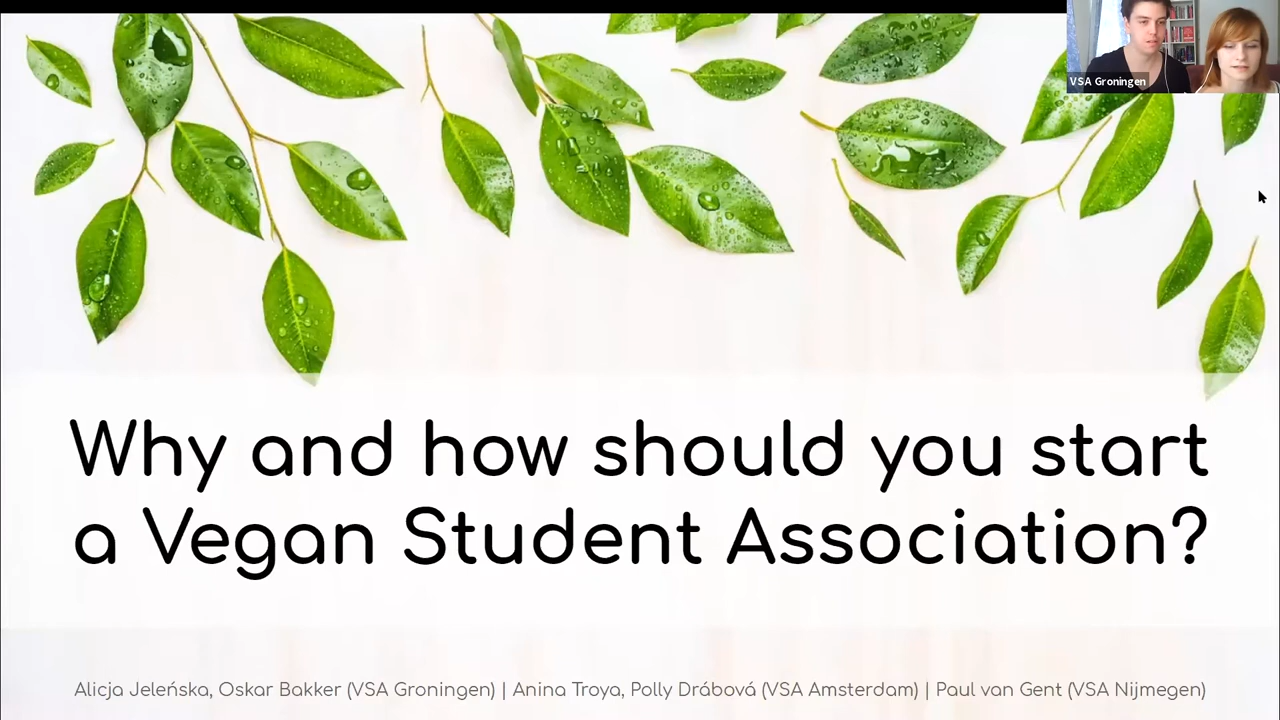 VSA Groningen
Why and how should you start
a Vegan Student Association?
Alicja Jeleńska, Oskar Bakker (VSA Groningen) | Anina Troya, Polly Drábová (VSA Amsterdam) | Paul van Gent (VSA Nijmegen)